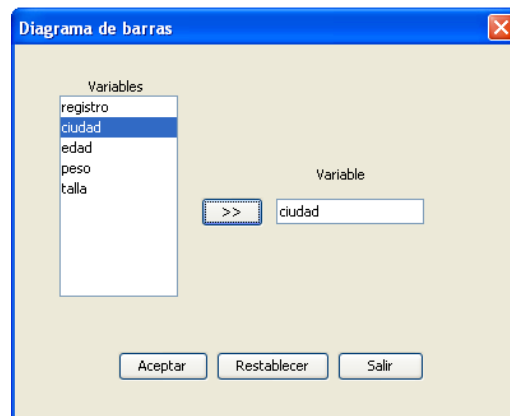 Diagrama de barras
Variables
registro
ciudad
edad
peso
talla
Variable
>>
ciudad
Aceptar
Restablecer
Salir